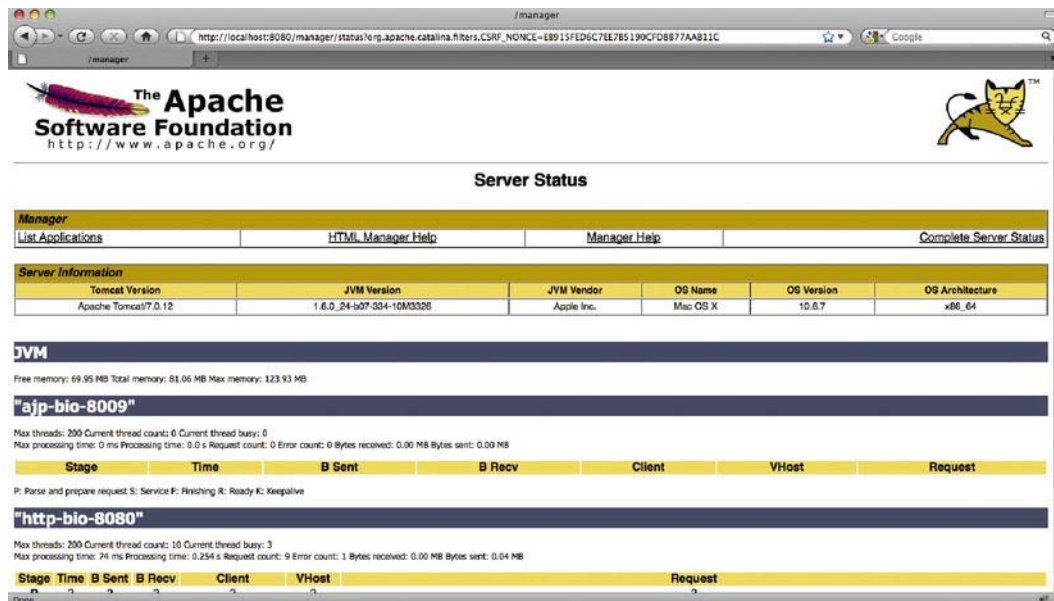 /manager
http://localhost:8080/manager/status?org.apache.catalina.filters.CSRF_NONCE=E8915FED6C7EE7B5190CFD8877AAB11C
Google
/manager
The Apache
Software Foundation
http://www.apache.org/
TM
Server Status
Manager
List Applications HTML Manager Help Manager Help Complete Server Status
Server Information
Tomcat Version JVM Version JVM Vendor OS Name OS Version OS Architecture
Apache Tomcat/7.0.12 1.6.0_24-b07-334-10M3326 Apple Inc. Mac OS X 10.6.7 x86_64
JVM
Free memory: 69.95 MB Total memory: 81.06 MB Max memory: 123.93 MB
"ajp-bio-8009"
Max threads: 200 Current thread count: 0 Current thread busy: 0
Max processing time: 0 ms Processing time: 0.0 s Request count: 0 Error count: 0 Bytes received: 0.00 MB Bytes sent: 0.00 MB
Stage Time B Sent B Recv Client VHost Request
P: Parse and prepare request S: Service F: Finishing R: Ready K: Keepalive
"http-bio-8080"
Max threads: 200 Current thread count: 10 Current thread busy: 3
Max processing time: 74 ms Processing time: 0.254 s Request count: 9 Error count: 1 Bytes received: 0.00 MB Bytes sent: 0.04 MB
Stage Time B Sent B Recv Client VHost Request
Done